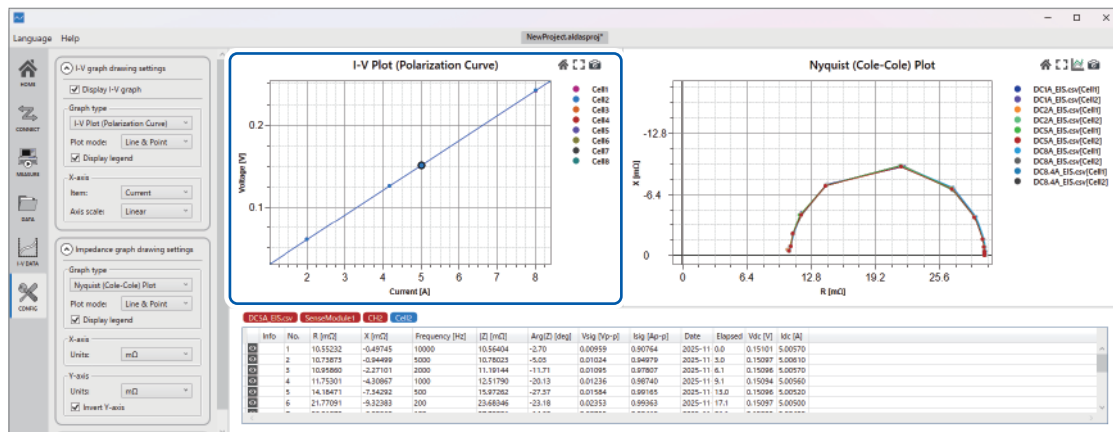 Language Help
NewProject.aldasproj*
HOME
CONNECT
MEASURE
DATA
I-V DATA
CONFIG
I-V graph drawing settings
Display I-V graph
Graph type
I-V Plot (Polarization Curve)
Plot mode: Line & Point
Display legend
X-axis
Item: Current
Axis scale: Linear
Impedance graph drawing settings
Graph type
Nyquist (Cole-Cole) Plot
Plot mode: Line & Point
Display legend
X-axis
Units: mΩ
Y-axis
Units: mΩ
Invert Y-axis
I-V Plot (Polarization Curve)
Voltage [V]
0.2
0.1
2 3 4 5 6 7 8
Current [A]
Cell1
Cell2
Cell3
Cell4
Cell5
Cell6
Cell7
Cell8
Nyquist (Cole-Cole) Plot
X [mΩ]
-12.8
-6.4
0
0 6.4 12.8 19.2 25.6
R [mΩ]
DC1A_EIS.csv[Cell1]
DC1A_EIS.csv[Cell2]
DC2A_EIS.csv[Cell1]
DC2A_EIS.csv[Cell2]
DC5A_EIS.csv[Cell1]
DC5A_EIS.csv[Cell2]
DC8A_EIS.csv[Cell1]
DC8A_EIS.csv[Cell2]
DC8.4A_EIS.csv[Cell1]
DC8.4A_EIS.csv[Cell2]
DC5A_EIS.csv SenseModule1 CH2 Cell2
Info No. R [mΩ] X [mΩ] Frequency [Hz] |Z| [mΩ] Arg(Z) [deg] Vsig [Vp-p] Isig [Ap-p] Date Elapsed Vdc [V] Idc [A]
1 10.55232 -0.49745 10000 10.56404 -2.70 0.00959 0.90764 2025-11 0.0 0.15101 5.00570
2 10.73873 -0.94499 5000 10.78023 -5.03 0.01024 0.94979 2025-11 3.0 0.15097 5.00610
3 10.95860 -2.27101 2000 11.19144 -11.71 0.01095 0.97807 2025-11 6.1 0.15096 5.00570
4 11.75301 -4.30867 1000 12.51790 -20.13 0.01236 0.98740 2025-11 9.1 0.15094 5.00560
5 14.16471 -7.54292 500 15.97262 -27.37 0.01584 0.99165 2025-11 13.0 0.15096 5.00520
6 21.77091 -9.32383 200 23.68346 -23.18 0.02353 0.99363 2025-11 17.1 0.15097 5.00500